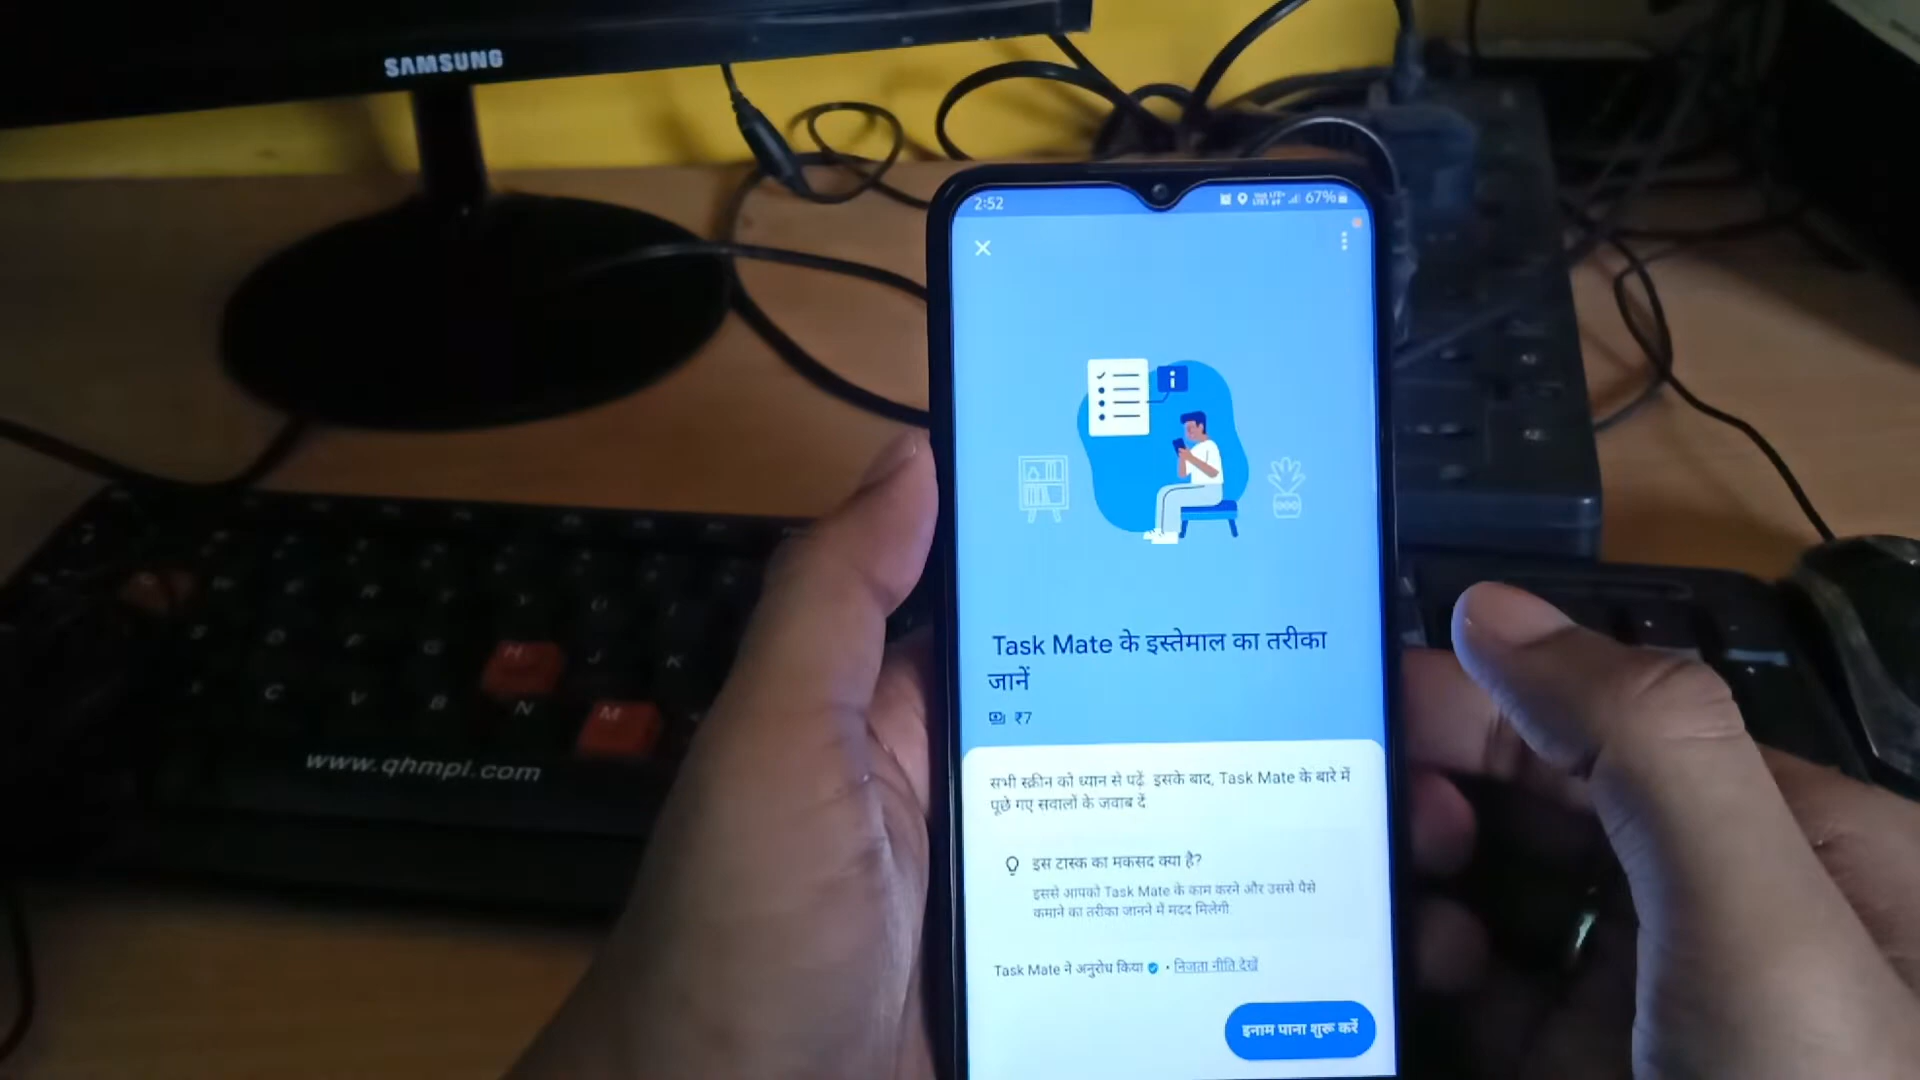 SAMSUNG
2:52
67%
Task Mate के इस्तेमाल का तरीका
जानें
₹7
सभी स्क्रीन को ध्यान से पढ़ें. इसके बाद, Task Mate के बारे में
पूछे गए सवालों के जवाब दें
इस टास्क का मकसद क्या है?
इससे आपको Task Mate के काम करने और उससे पैसे
कमाने का तरीका जानने में मदद मिलेगी.
Task Mate ने अनुरोध किया • निजता नीति देखें
इनाम पाना शुरू करें
W E R Y U I
S D F G H J K
C V B N M
www.qhmpl.com